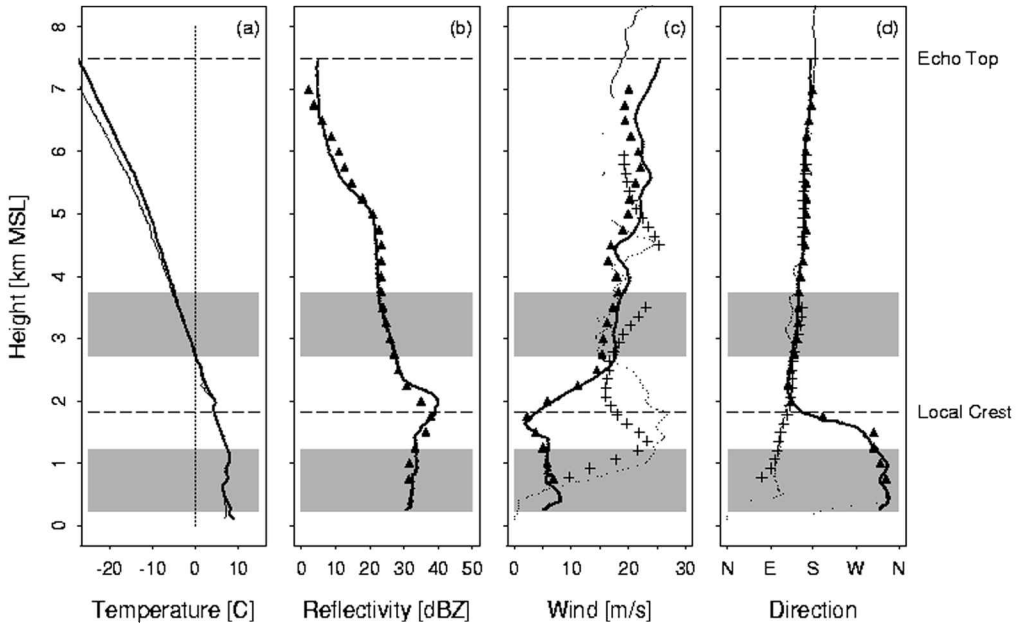 (a) (b) (c) (d)
Echo Top
Local Crest
Height [km MSL]
8
7
6
5
4
3
2
1
0
-20 -10 0 10
0 10 20 30 40 50
0 10 20 30
N E S W N
Temperature [C]
Reflectivity [dBZ]
Wind [m/s]
Direction